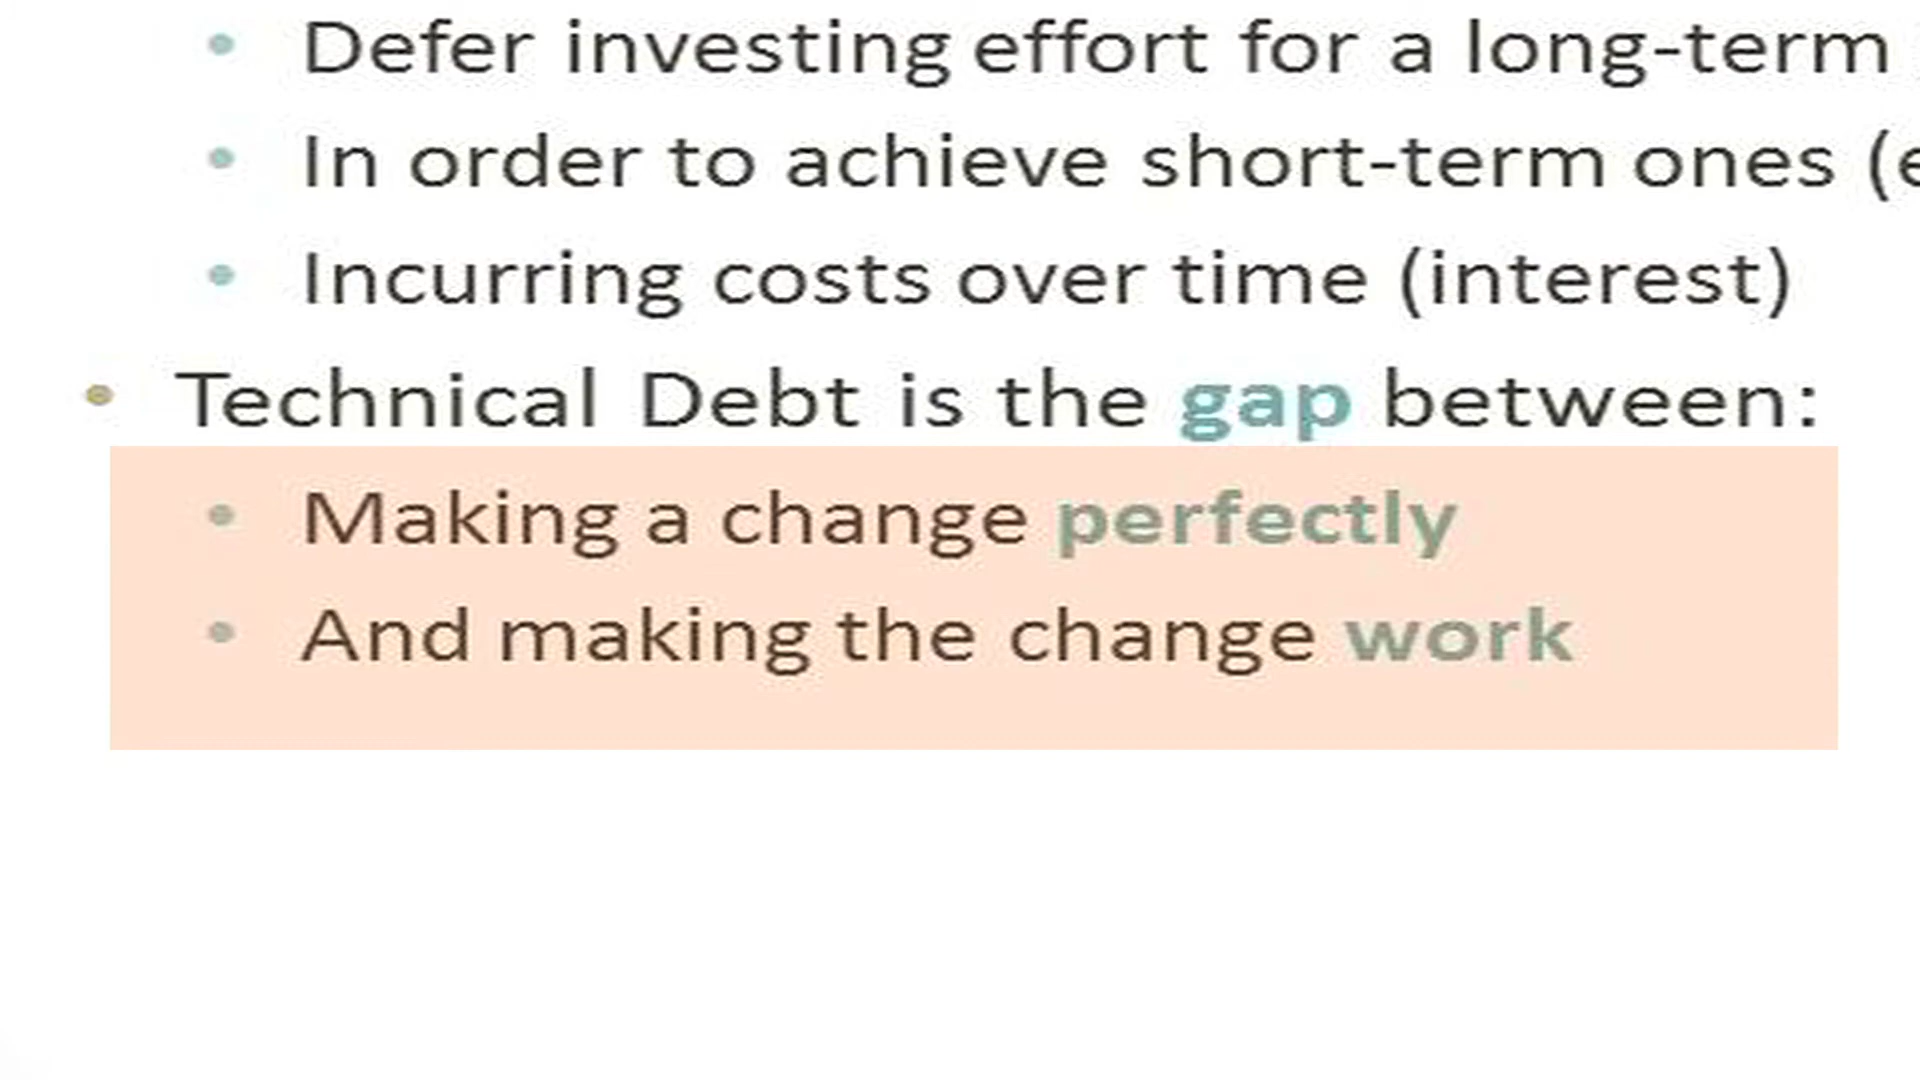 Defer investing effort for a long-term
In order to achieve short-term ones (e
Incurring costs over time (interest)
Technical Debt is the gap between:
Making a change perfectly
And making the change work